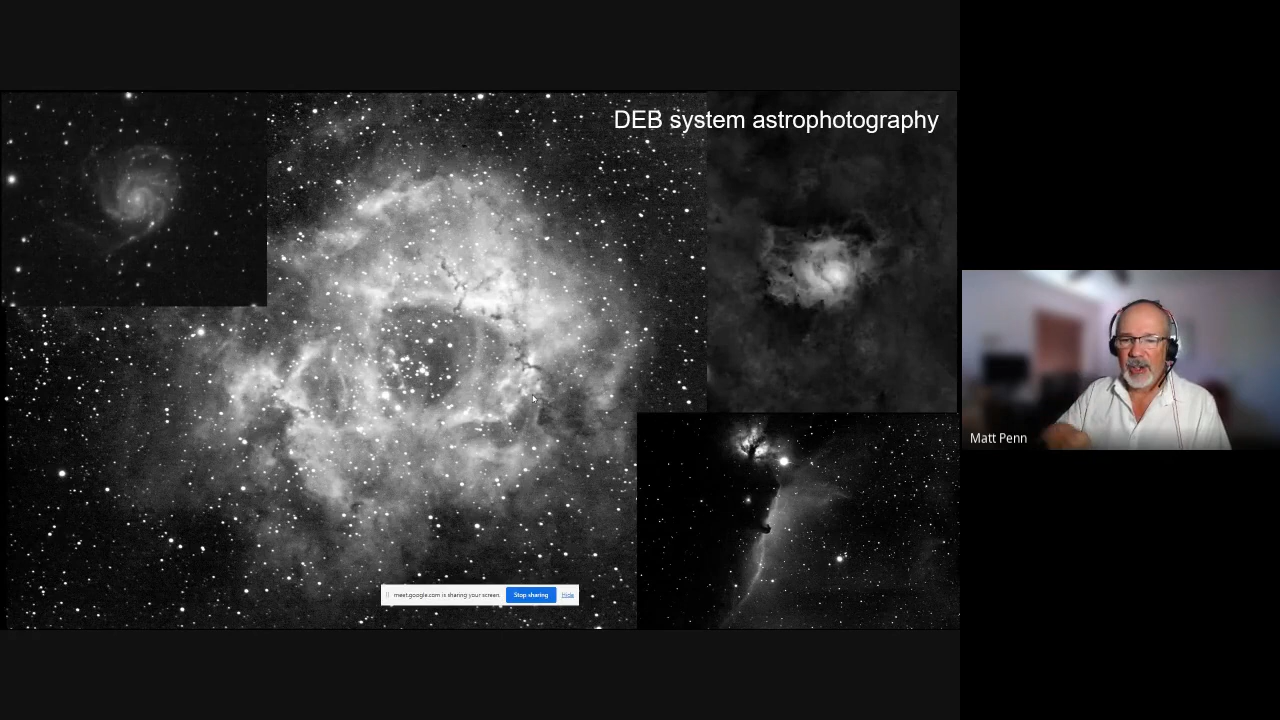 DEB system astrophotography
Matt Penn
meet.google.com is sharing your screen.
Stop sharing
Hide